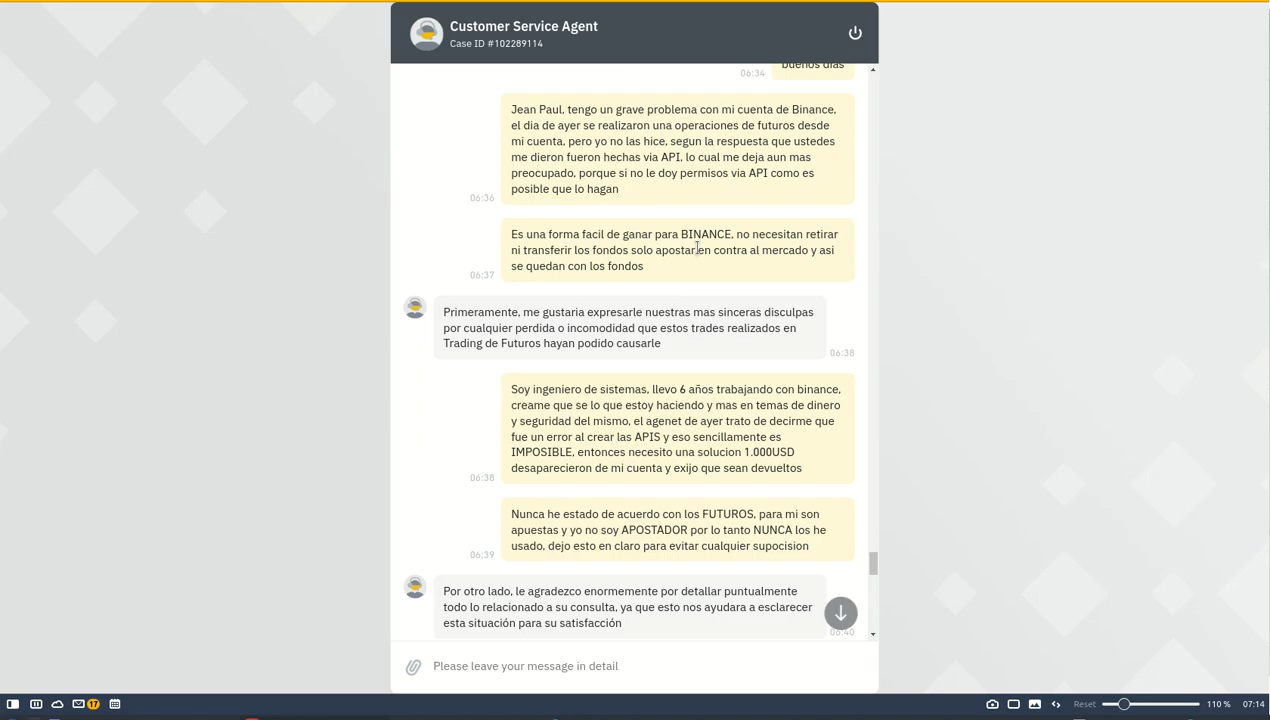 Customer Service Agent
Case ID #102289114
buenos dias
06:34
Jean Paul, tengo un grave problema con mi cuenta de Binance,
el dia de ayer se realizaron una operaciones de futuros desde
mi cuenta, pero yo no las hice, segun la respuesta que ustedes
me dieron fueron hechas via API, lo cual me deja aun mas
preocupado, porque si no le doy permisos via API como es
posible que lo hagan
06:36
Es una forma facil de ganar para BINANCE, no necesitan retirar
ni transferir los fondos solo apostar en contra al mercado y asi
se quedan con los fondos
06:37
Primeramente, me gustaria expresarle nuestras mas sinceras disculpas
por cualquier perdida o incomodidad que estos trades realizados en
Trading de Futuros hayan podido causarle
06:38
Soy ingeniero de sistemas, llevo 6 años trabajando con binance,
creame que se lo que estoy haciendo y mas en temas de dinero
y seguridad del mismo, el agenet de ayer trato de decirme que
fue un error al crear las APIS y eso sencillamente es
IMPOSIBLE, entonces necesito una solucion 1.000USD
desaparecieron de mi cuenta y exijo que sean devueltos
06:38
Nunca he estado de acuerdo con los FUTUROS, para mi son
apuestas y yo no soy APOSTADOR por lo tanto NUNCA los he
usado, dejo esto en claro para evitar cualquier supocision
06:39
Por otro lado, le agradezco enormemente por detallar puntualmente
todo lo relacionado a su consulta, ya que esto nos ayudara a esclarecer
esta situación para su satisfacción
06:40
Please leave your message in detail
17
Reset
110 %
07:14